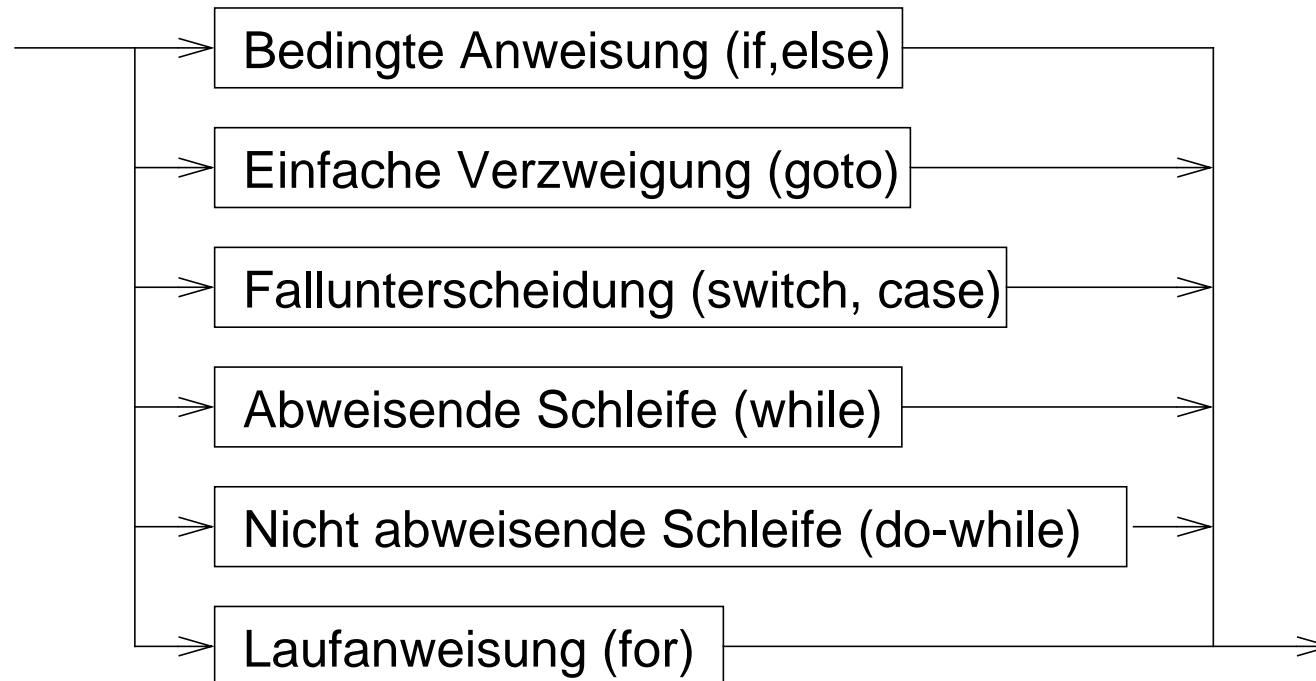 Bedingte Anweisung (if,else)
Einfache Verzweigung (goto)
Fallunterscheidung (switch, case)
Abweisende Schleife (while)
Nicht abweisende Schleife (do-while)
Laufanweisung (for)